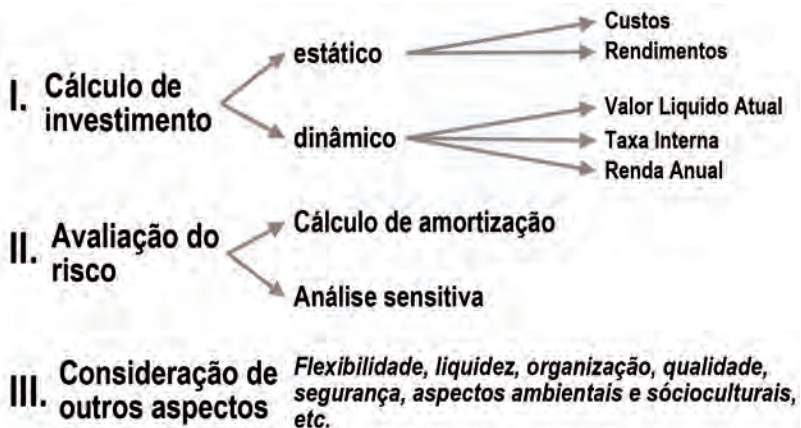 I. Cálculo de
investimento
estático
Custos
Rendimentos
dinâmico
Valor Liquido Atual
Taxa Interna
Renda Anual
II. Avaliação do
risco
Cálculo de amortização
Análise sensitiva
III. Consideração de
outros aspectos
Flexibilidade, liquidez, organização, qualidade,
segurança, aspectos ambientais e sócioculturais,
etc.